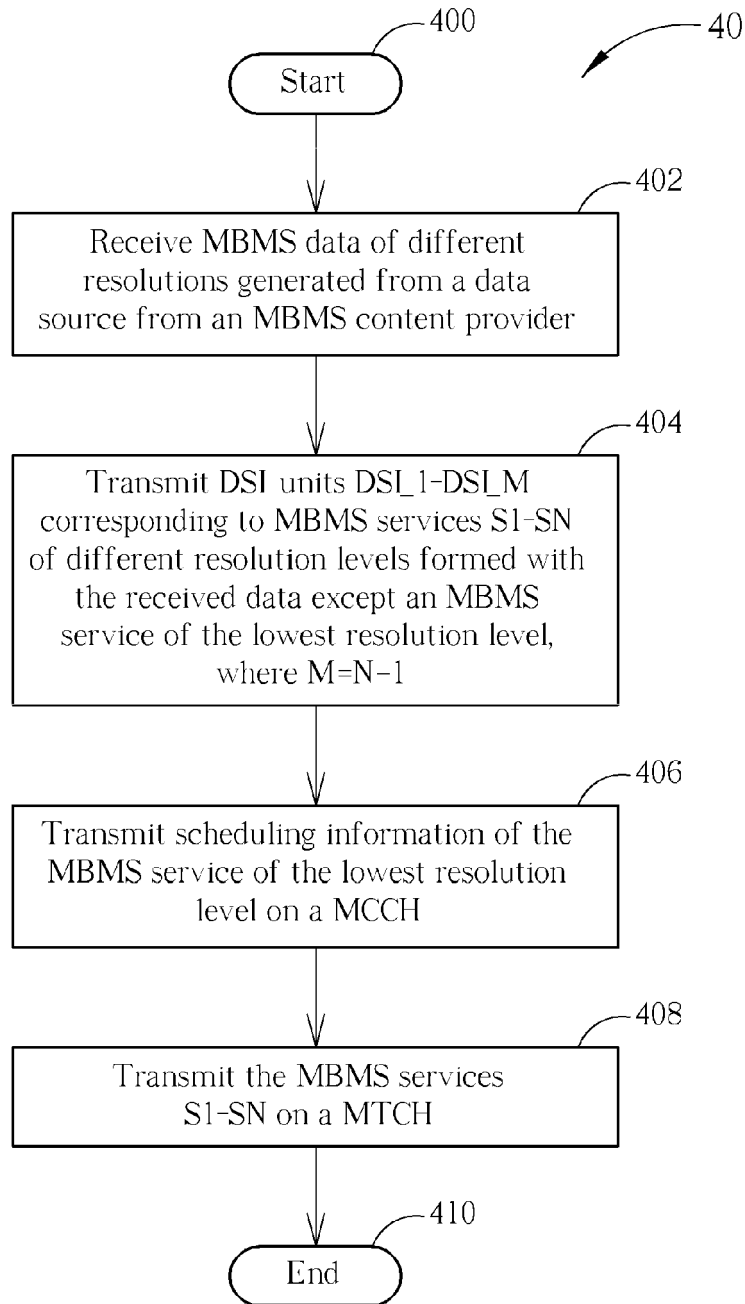 400
40
Start
402
Receive MBMS data of different
resolutions generated from a data
source from an MBMS content provider
404
Transmit DSI units DSI_1-DSI_M
corresponding to MBMS services S1-SN
of different resolution levels formed with
the received data except an MBMS
service of the lowest resolution level,
where M=N-1
406
Transmit scheduling information of the
MBMS service of the lowest resolution
level on a MCCH
408
Transmit the MBMS services
S1-SN on a MTCH
410
End